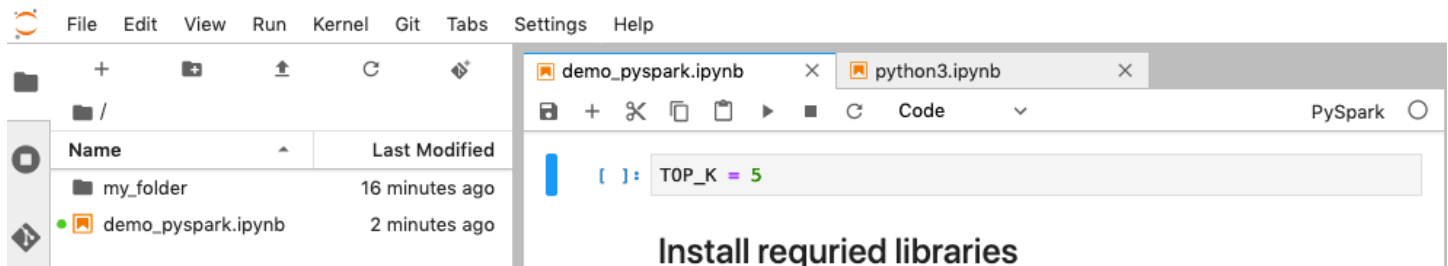 File Edit View Run Kernel Git Tabs Settings Help
demo_pyspark.ipynb python3.ipynb
/
Code PySpark
Name Last Modified
my_folder 16 minutes ago
demo_pyspark.ipynb 2 minutes ago
[ ]: TOP_K = 5
Install requried libraries